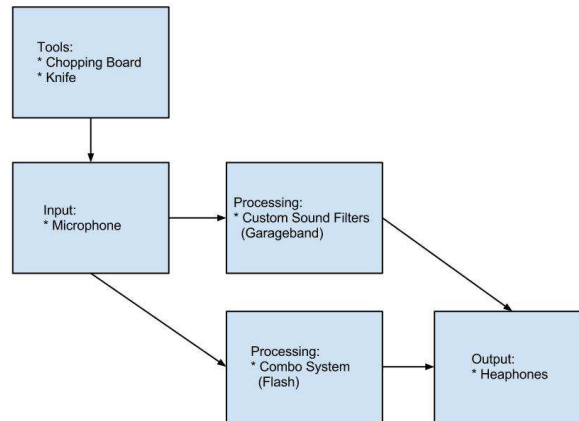 Tools:
* Chopping Board
* Knife
Input:
* Microphone
Processing:
* Custom Sound Filters
(Garageband)
Processing:
* Combo System
(Flash)
Output:
* Heaphones